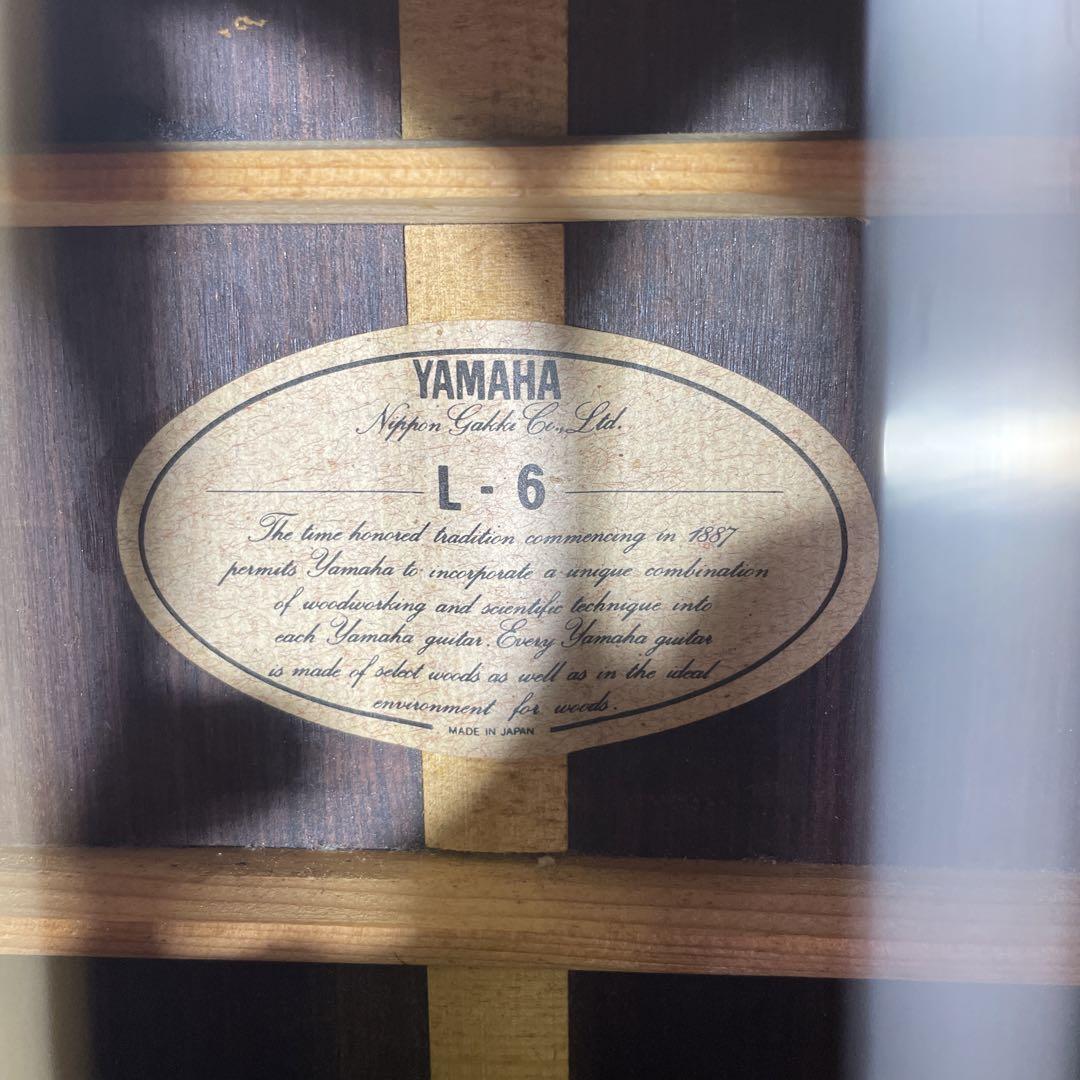 YAMAHA
Nippon Gakki Co., Ltd.
L-6
The time honored tradition commencing in 1887
permits Yamaha to incorporate a unique combination
of woodworking and scientific technique into
each Yamaha guitar. Every Yamaha guitar
is made of select woods as well as in the ideal
environment for woods.
MADE IN JAPAN